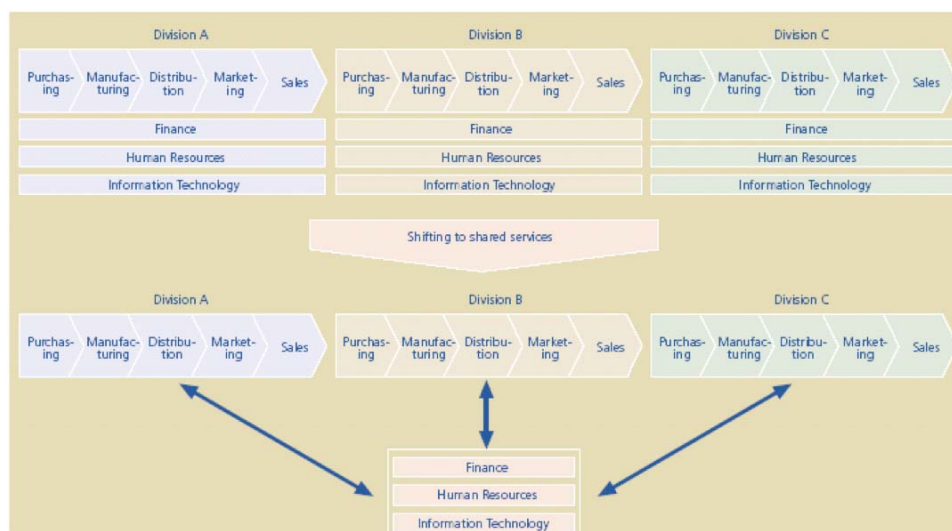 Division A
Division B
Division C
Purchas-
ing
Manufac-
turing
Distribu-
tion
Market-
ing
Sales
Purchas-
ing
Manufac-
turing
Distribu-
tion
Market-
ing
Sales
Purchas-
ing
Manufac-
turing
Distribu-
tion
Market-
ing
Sales
Finance
Finance
Finance
Human Resources
Human Resources
Human Resources
Information Technology
Information Technology
Information Technology
Shifting to shared services
Division A
Division B
Division C
Purchas-
ing
Manufac-
turing
Distribu-
tion
Market-
ing
Sales
Purchas-
ing
Manufac-
turing
Distribu-
tion
Market-
ing
Sales
Purchas-
ing
Manufac-
turing
Distribu-
tion
Market-
ing
Sales
Finance
Human Resources
Information Technology